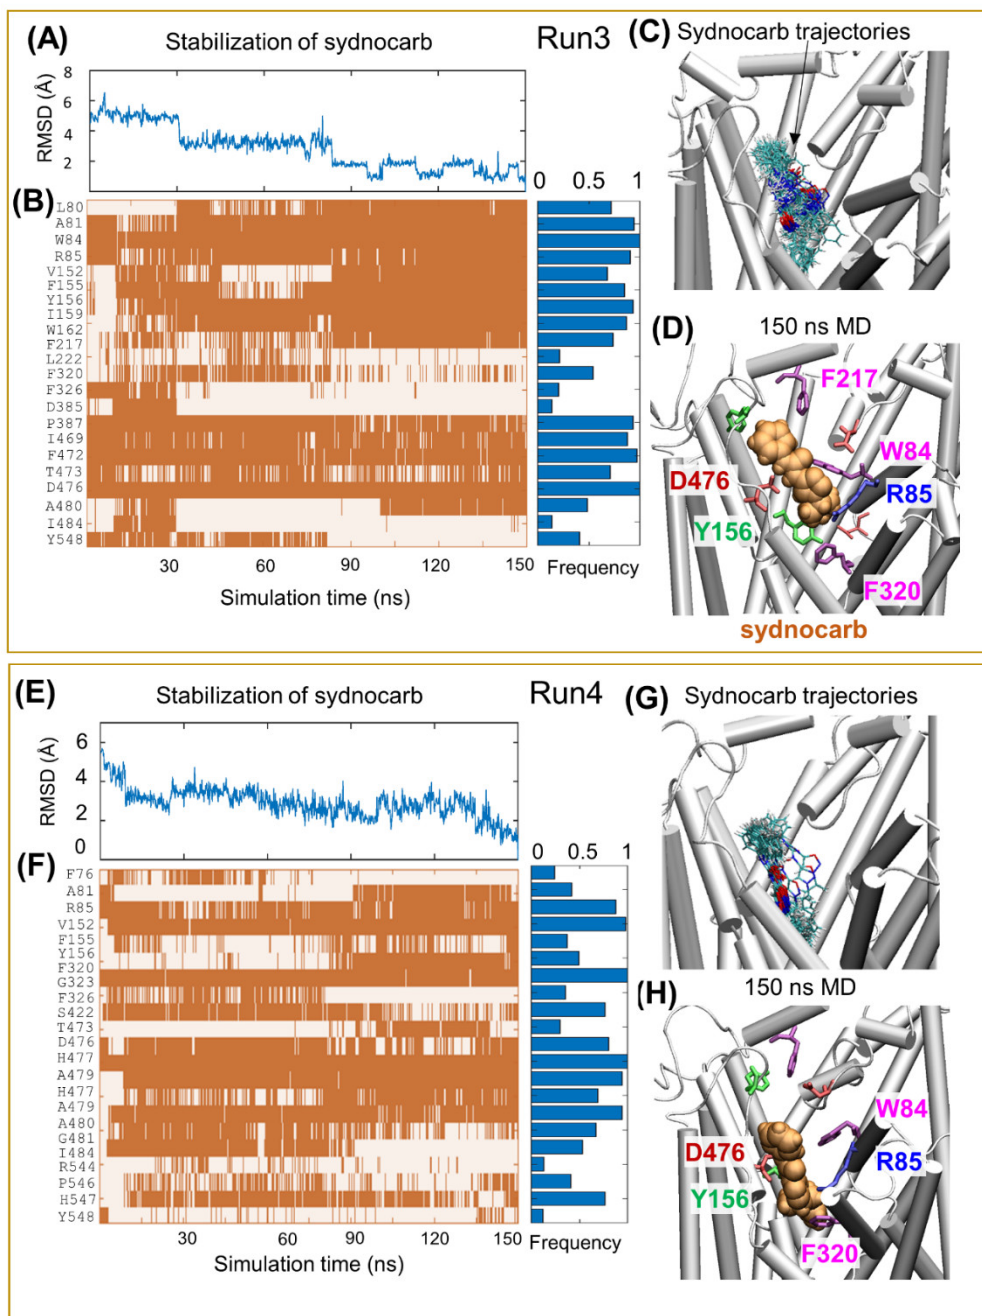 (A)
Stabilization of sydnocarb
Run3
RMSD (Å)
8
6
4
2
(B)
L80
A81
W84
R85
V152
F155
Y156
I159
W162
F217
L222
F320
F326
D385
P387
I469
F472
T473
D476
A480
I484
Y548
30
60
90
120
150
Simulation time (ns)
0 0.5 1
Frequency
(C)
Sydnocarb trajectories
(D)
150 ns MD
F217
W84
D476
R85
Y156
F320
sydnocarb
(E)
Stabilization of sydnocarb
Run4
RMSD (Å)
6
4
2
0
(F)
F76
A81
R85
V152
F155
Y156
F320
G323
F326
S422
T473
D476
H477
A479
H477
A479
A480
G481
I484
R544
P546
H547
Y548
30
60
90
120
150
Simulation time (ns)
0 0.5 1
Frequency
(G)
Sydnocarb trajectories
(H)
150 ns MD
W84
D476
R85
Y156
F320